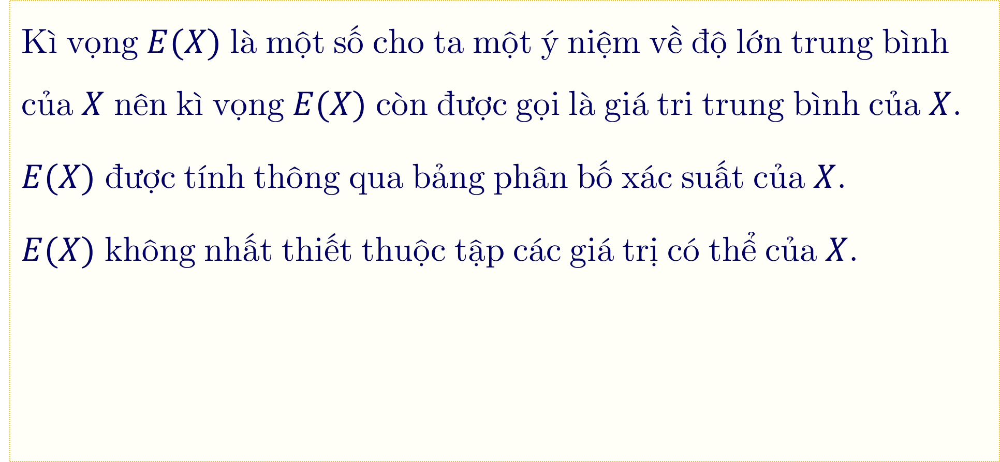 Kì vọng E(X) là một số cho ta một ý niệm về độ lớn trung bình
của X nên kì vọng E(X) còn được gọi là giá tri trung bình của X.
E(X) được tính thông qua bảng phân bố xác suất của X.
E(X) không nhất thiết thuộc tập các giá trị có thể của X.